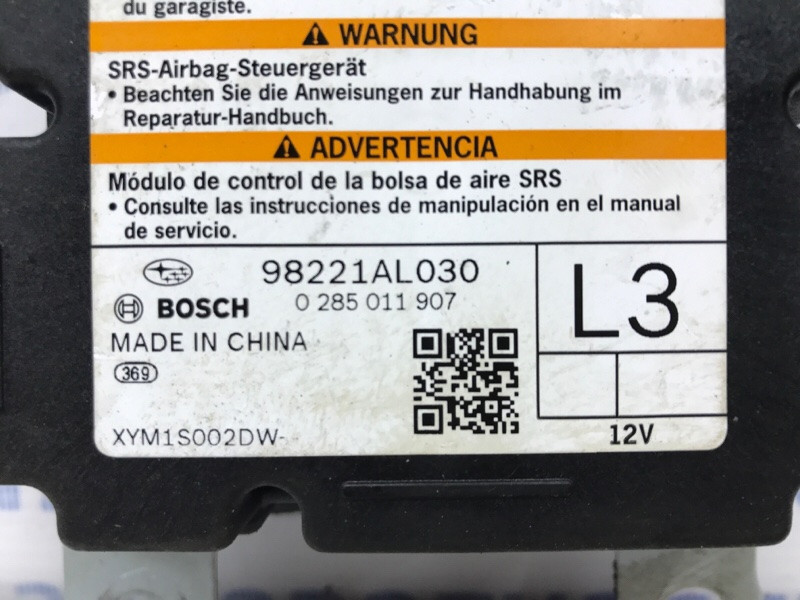 du garagiste.
⚠ WARNUNG
SRS-Airbag-Steuergerät
• Beachten Sie die Anweisungen zur Handhabung im
Reparatur-Handbuch.
⚠ ADVERTENCIA
Módulo de control de la bolsa de aire SRS
• Consulte las instrucciones de manipulación en el manual
de servicio.
98221AL030
BOSCH 0 285 011 907
L3
MADE IN CHINA
369
XYM1S002DW-
12V